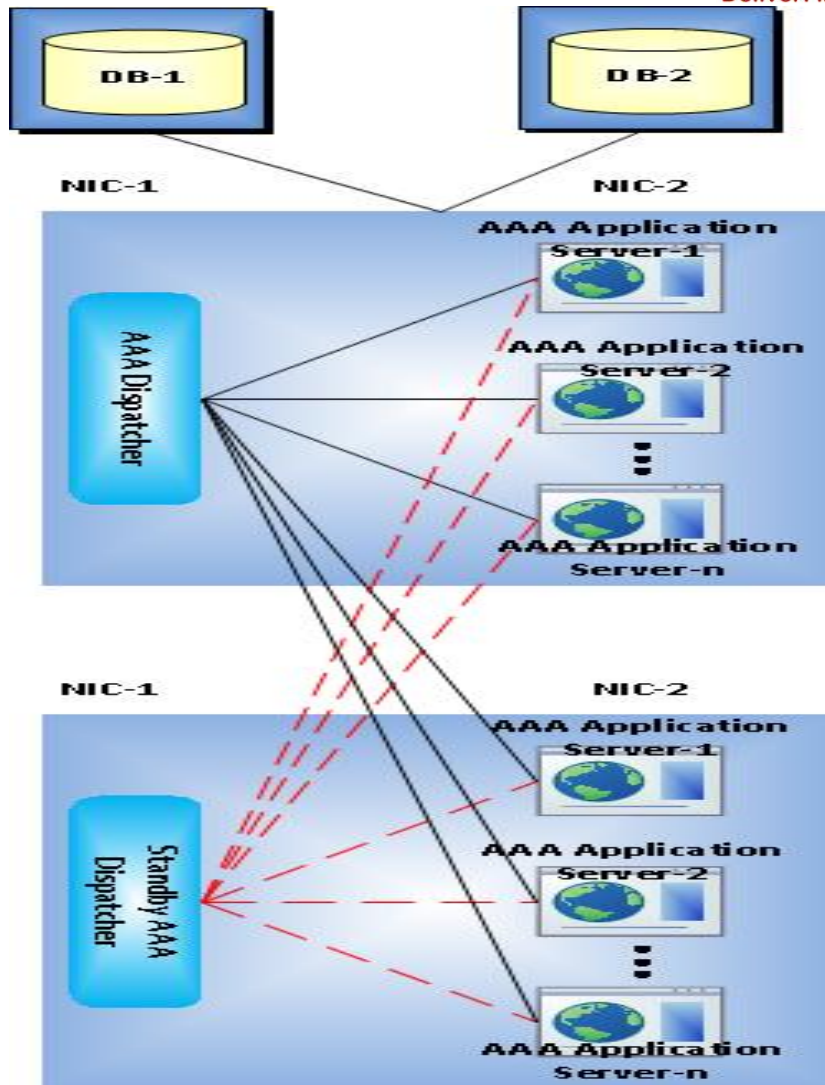 DB-1
DB-2
NIC-1
NIC-2
AAA Application
Server-1
AAA Dispatcher
AAA Application
Server-2
AAA Application
Server-n
NIC-1
NIC-2
AAA Application
Server-1
Standby AAA
Dispatcher
AAA Application
Server-2
AAA Application
Server-n